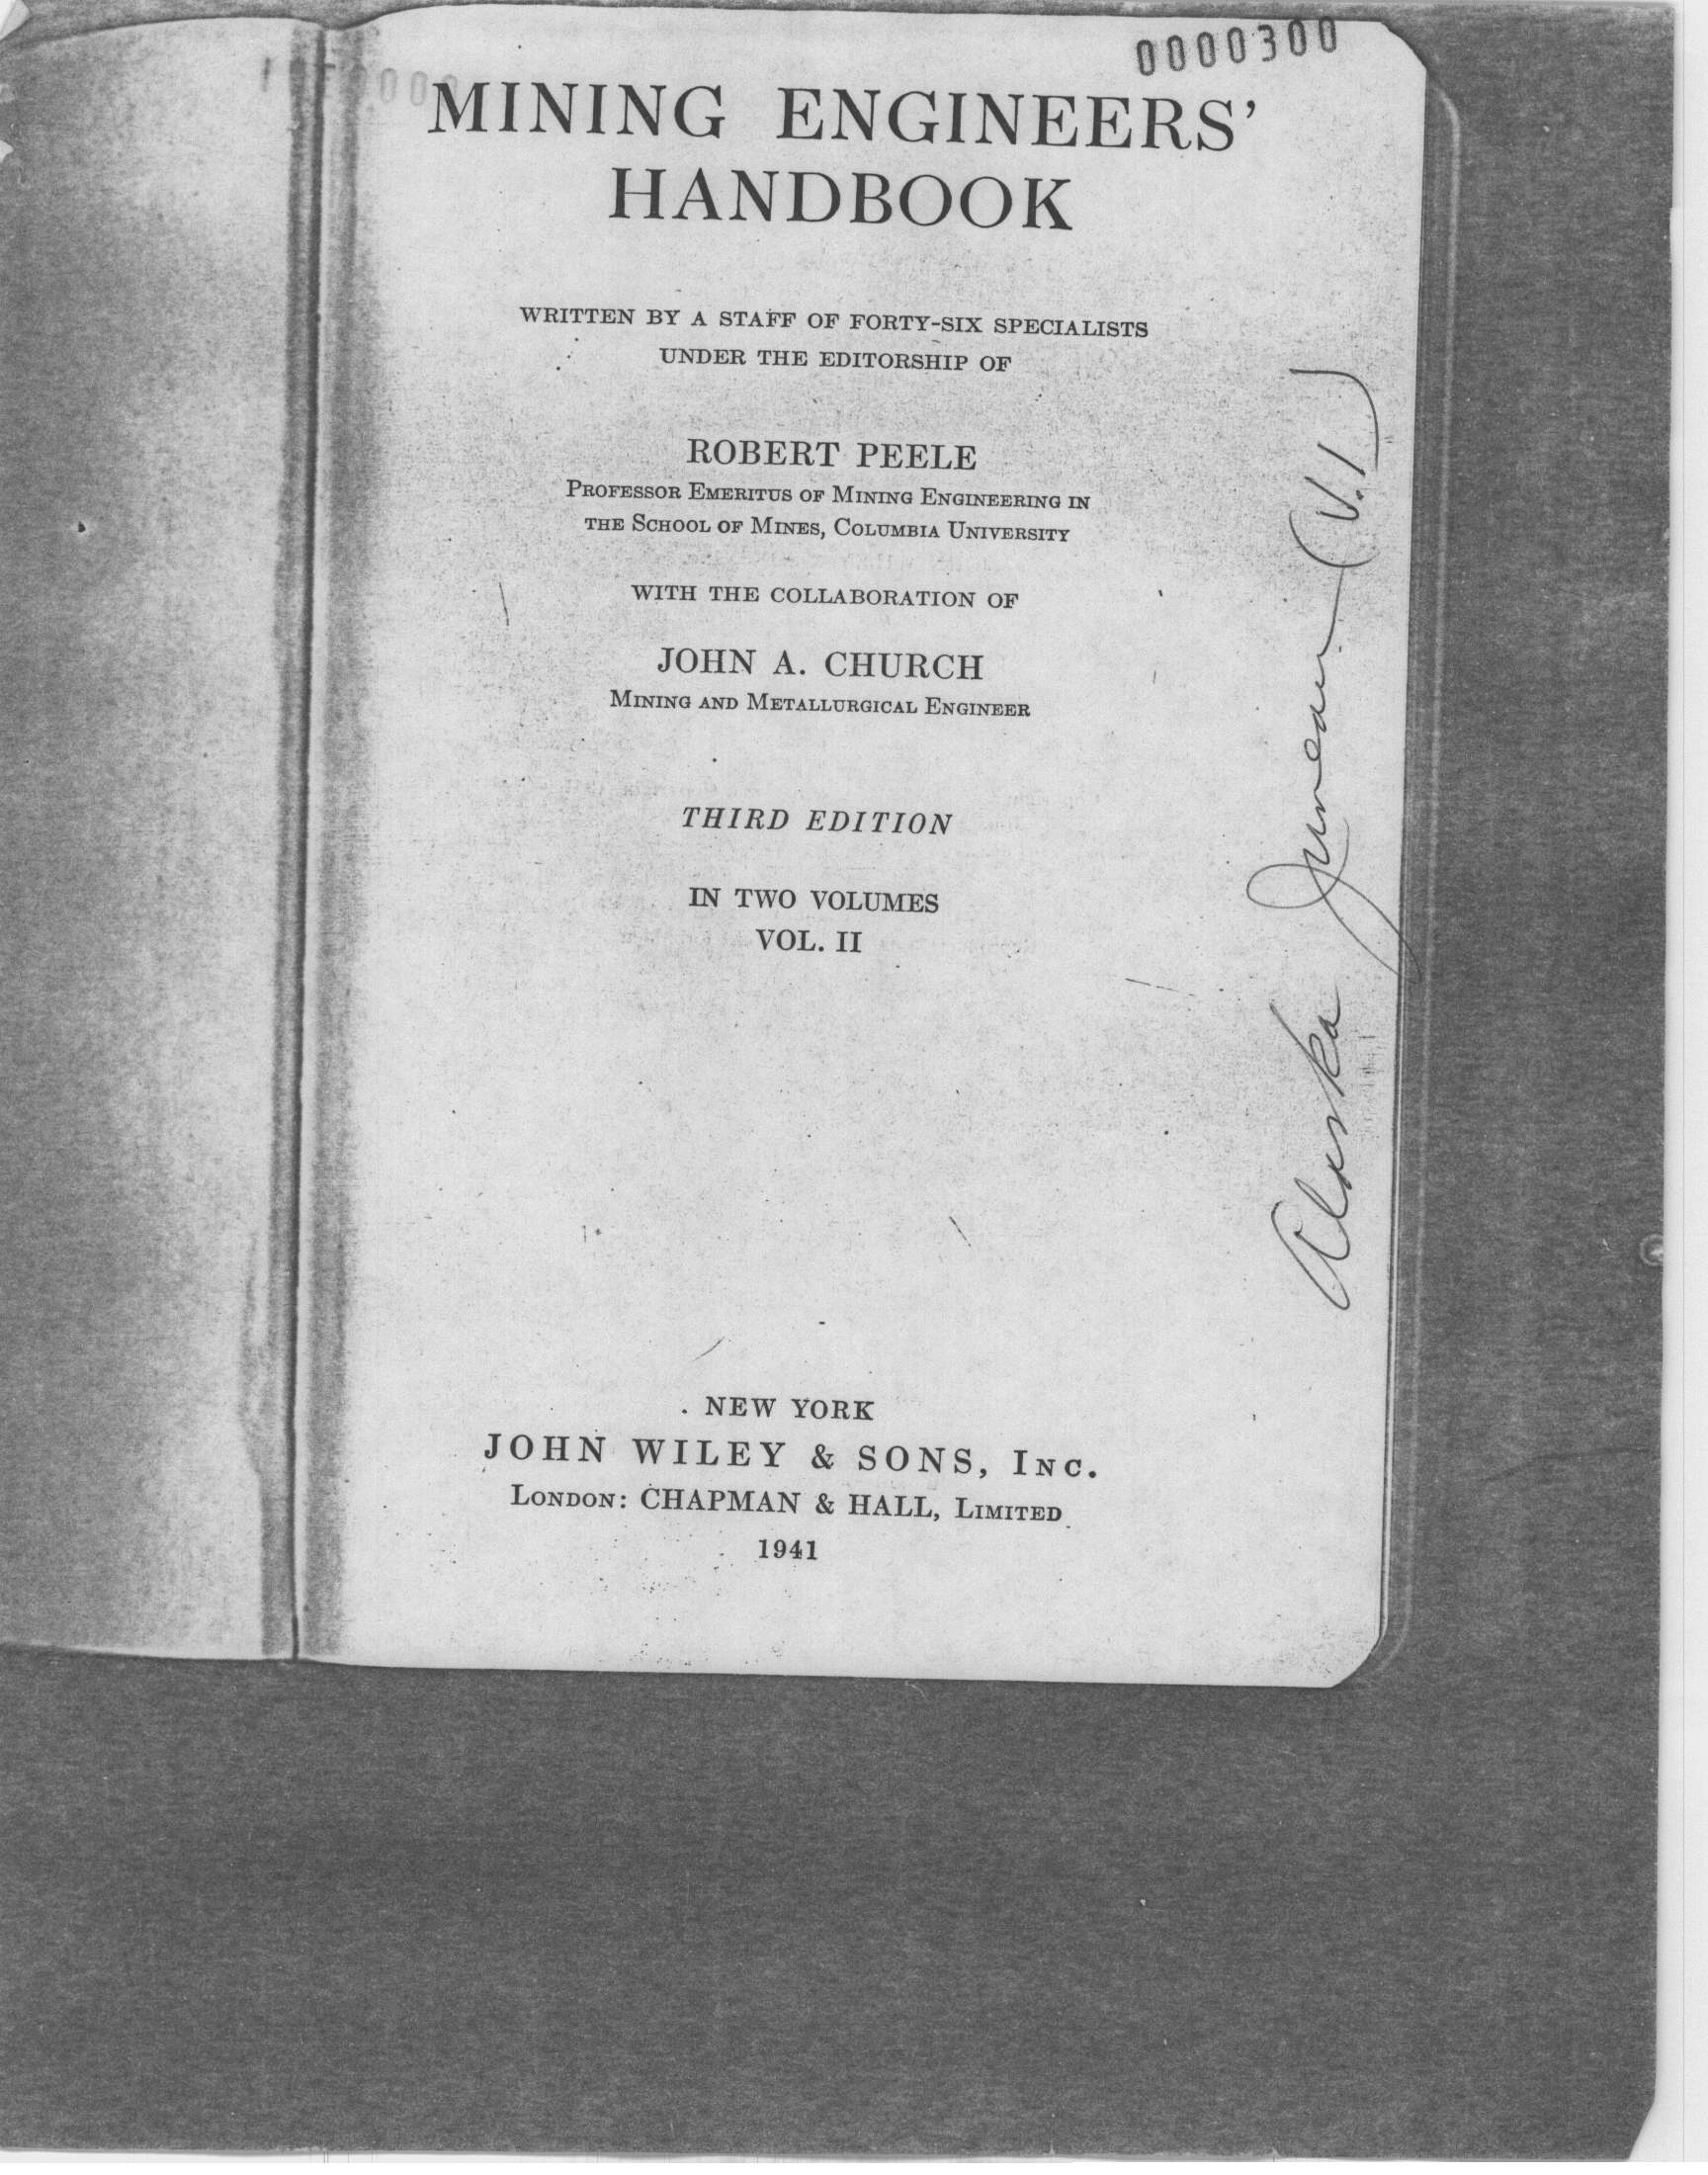 0000300
MINING ENGINEERS'
HANDBOOK
WRITTEN BY A STAFF OF FORTY-SIX SPECIALISTS
UNDER THE EDITORSHIP OF
ROBERT PEELE
PROFESSOR EMERITUS OF MINING ENGINEERING IN
THE SCHOOL OF MINES, COLUMBIA UNIVERSITY
WITH THE COLLABORATION OF
JOHN A. CHURCH
MINING AND METALLURGICAL ENGINEER
THIRD EDITION
IN TWO VOLUMES
VOL. II
NEW YORK
JOHN WILEY & SONS, INC.
LONDON: CHAPMAN & HALL, LIMITED
1941
Alaska Juneau (V.I)